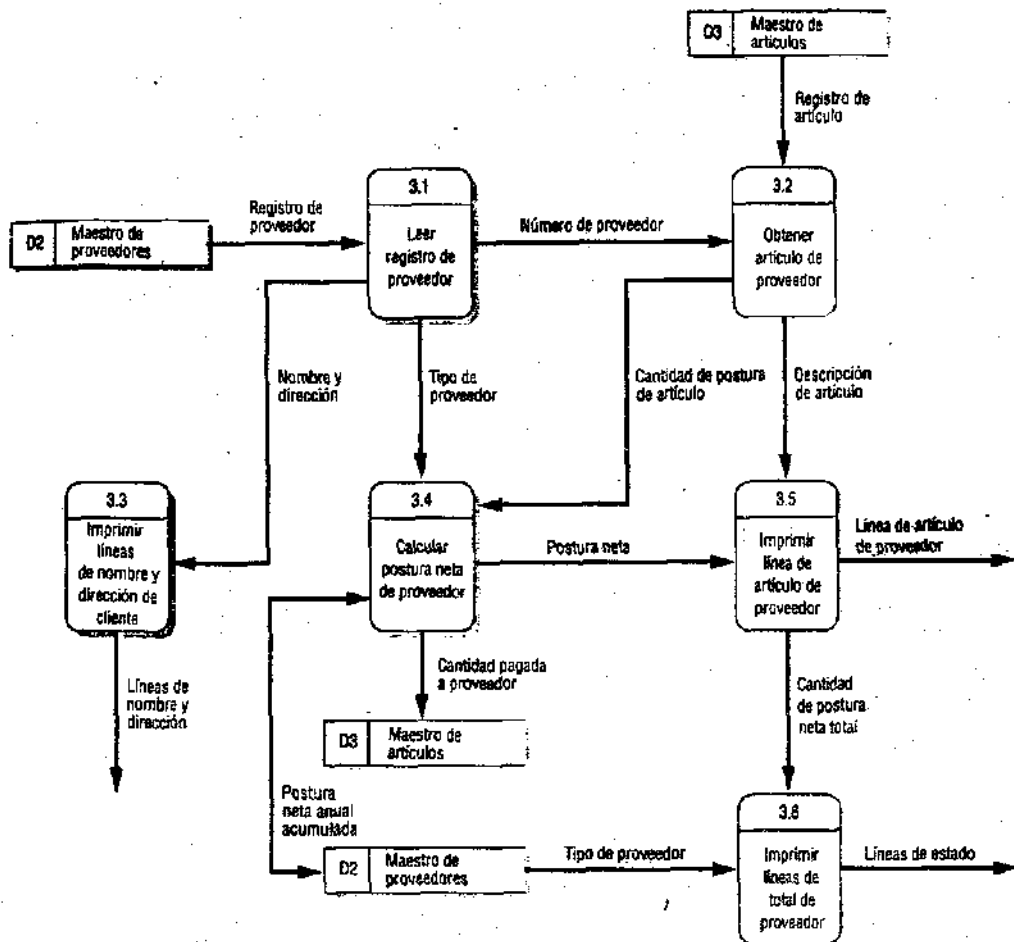 D3 Maestro de
artículos
Registro de
artículo
3.1
Leer
registro de
proveedor
3.2
Obtener
artículo de
proveedor
D2 Maestro de
proveedores
Registro de
proveedor
Número de proveedor
Nombre y
dirección
Tipo de
proveedor
Cantidad de postura
de artículo
Descripción
de artículo
3.3
Imprimir
líneas
de nombre y
dirección de
cliente
3.4
Calcular
postura neta
de proveedor
Postura neta
3.5
Imprimir
línea de
artículo de
proveedor
Línea de artículo
de proveedor
Líneas de
nombre y
dirección
Cantidad pagada
a proveedor
Cantidad
de postura
neta total
D3 Maestro de
artículos
Postura
neta anual
acumulada
D2 Maestro de
proveedores
Tipo de proveedor
3.6
Imprimir
líneas de
total de
proveedor
Líneas de estado